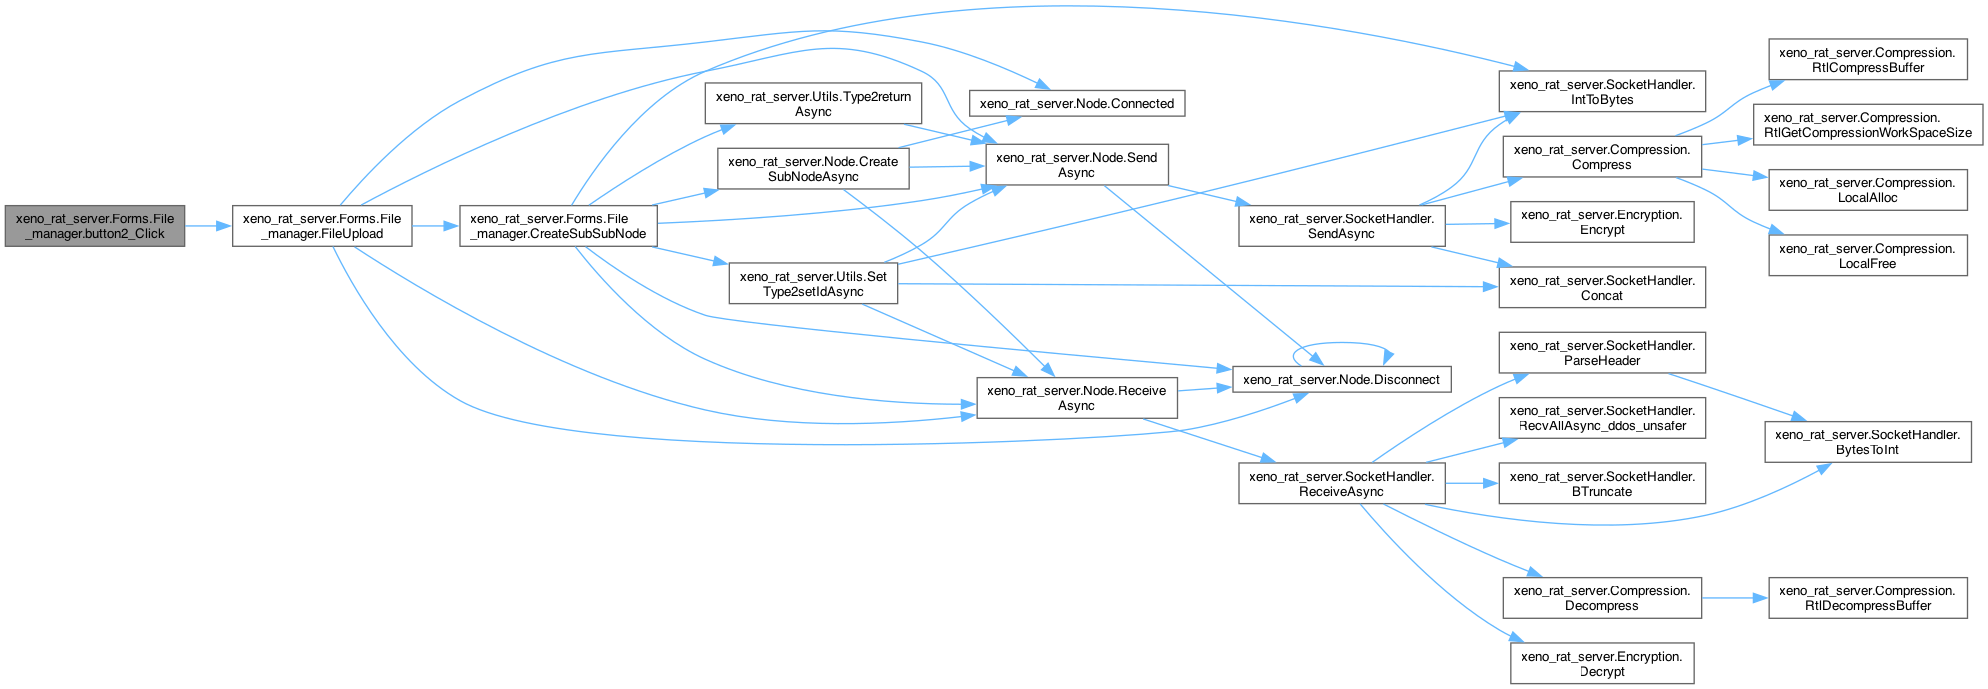 xeno_rat_server.Forms.File
_manager.button2_Click
xeno_rat_server.Forms.File
_manager.FileUpload
xeno_rat_server.Forms.File
_manager.CreateSubSubNode
xeno_rat_server.Utils.Type2return
Async
xeno_rat_server.Node.Create
SubNodeAsync
xeno_rat_server.Utils.Set
Type2setIdAsync
xeno_rat_server.Node.Connected
xeno_rat_server.Node.Send
Async
xeno_rat_server.Node.Receive
Async
xeno_rat_server.SocketHandler.
SendAsync
xeno_rat_server.Node.Disconnect
xeno_rat_server.SocketHandler.
ReceiveAsync
xeno_rat_server.SocketHandler.
IntToBytes
xeno_rat_server.Compression.
Compress
xeno_rat_server.Encryption.
Encrypt
xeno_rat_server.SocketHandler.
Concat
xeno_rat_server.SocketHandler.
ParseHeader
xeno_rat_server.SocketHandler.
RecvAllAsync_ddos_unsafer
xeno_rat_server.SocketHandler.
BTruncate
xeno_rat_server.Compression.
Decompress
xeno_rat_server.Encryption.
Decrypt
xeno_rat_server.Compression.
RtlCompressBuffer
xeno_rat_server.Compression.
RtlGetCompressionWorkSpaceSize
xeno_rat_server.Compression.
LocalAlloc
xeno_rat_server.Compression.
LocalFree
xeno_rat_server.SocketHandler.
BytesToInt
xeno_rat_server.Compression.
RtlDecompressBuffer